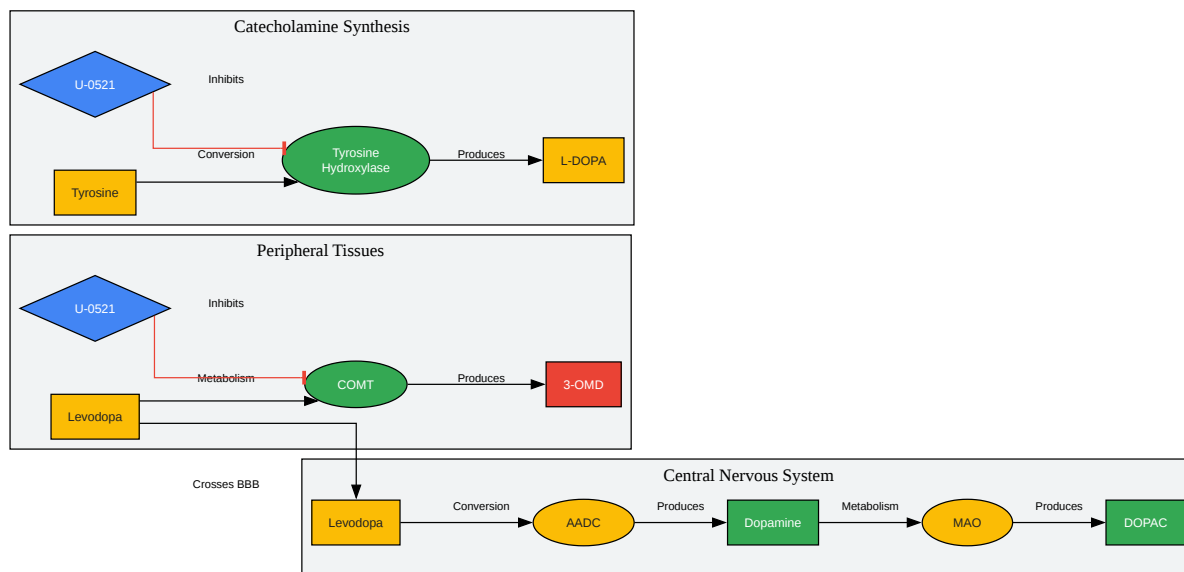 Catecholamine Synthesis
U-0521
Inhibits
Conversion
Tyrosine
Hydroxylase
Produces
L-DOPA
Tyrosine
Peripheral Tissues
U-0521
Inhibits
Metabolism
COMT
Produces
3-OMD
Levodopa
Crosses BBB
Central Nervous System
Levodopa
Conversion
AADC
Produces
Dopamine
Metabolism
MAO
Produces
DOPAC